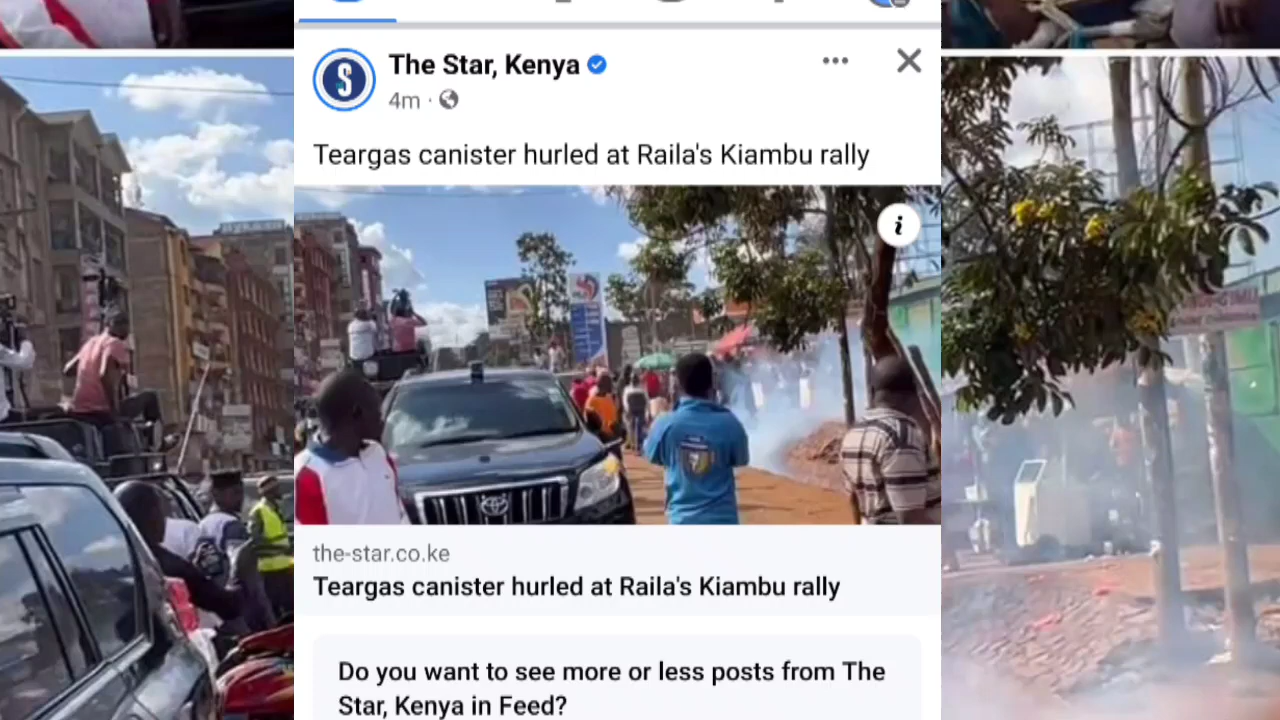 The Star, Kenya
4m ·
Teargas canister hurled at Raila's Kiambu rally
the-star.co.ke
Teargas canister hurled at Raila's Kiambu rally
Do you want to see more or less posts from The
Star, Kenya in Feed?